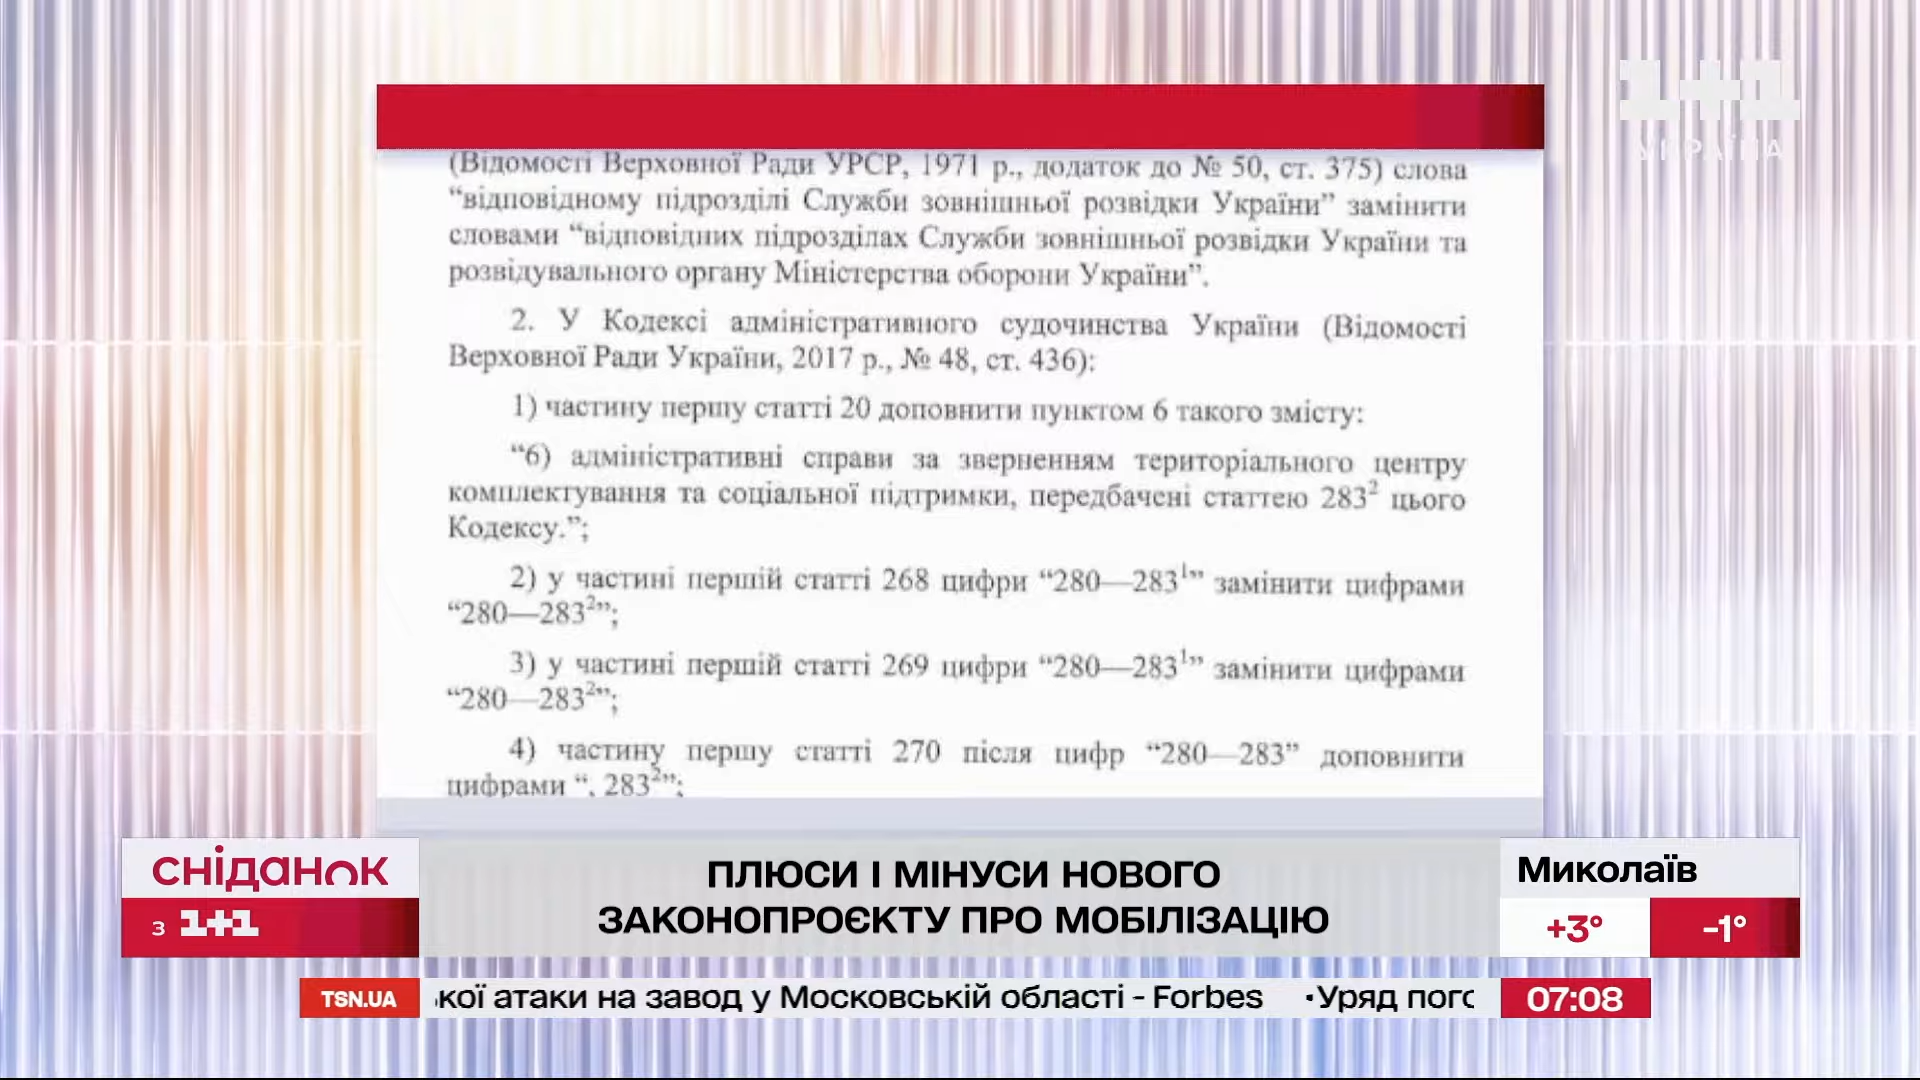 1+1
УКРАЇНА
(Відомості Верховної Ради УРСР, 1971 р., додаток до № 50, ст. 375) слова
“відповідному підрозділі Служби зовнішньої розвідки України” замінити
словами “відповідних підрозділах Служби зовнішньої розвідки України та
розвідувального органу Міністерства оборони України”.
2. У Кодексі адміністративного судочинства України (Відомості
Верховної Ради України, 2017 р., № 48, ст. 436):
1) частину першу статті 20 доповнити пунктом 6 такого змісту:
“6) адміністративні справи за зверненням територіального центру
комплектування та соціальної підтримки, передбачені статтею 283² цього
Кодексу.”;
2) у частині першій статті 268 цифри “280—283¹” замінити цифрами
“280—283²”;
3) у частині першій статті 269 цифри “280—283¹” замінити цифрами
“280—283²”;
4) частину першу статті 270 після цифр “280—283” доповнити
цифрами “, 283²”;
СНІДАНОК
з 1+1
ПЛЮСИ І МІНУСИ НОВОГО
ЗАКОНОПРОЄКТУ ПРО МОБІЛІЗАЦІЮ
Миколаїв
+3° -1°
TSN.UA кої атаки на завод у Московській області - Forbes •Уряд пого 07:08